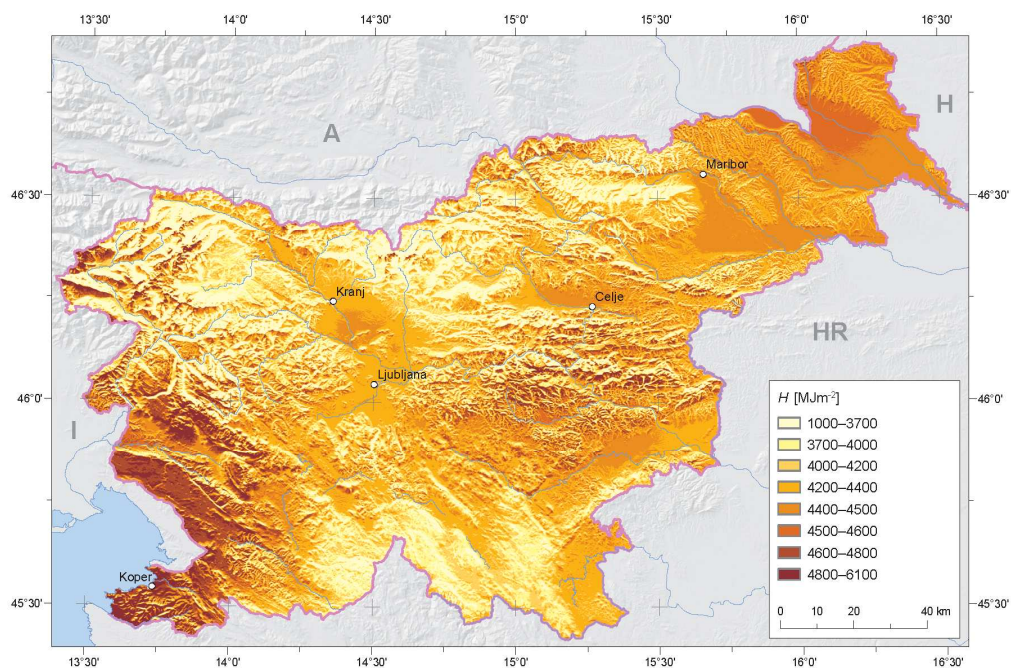 13°30' 14°0' 14°30' 15°0' 15°30' 16°0' 16°30'
H
A
Maribor
46°30' 46°30'
Kranj
Celje
HR
Ljubljana
46°0' 46°0'
I
H [MJm-2]
1000–3700
3700–4000
4000–4200
4200–4400
4400–4500
4500–4600
4600–4800
4800–6100
Koper
45°30' 45°30'
0 10 20 40 km
13°30' 14°0' 14°30' 15°0' 15°30' 16°0' 16°30'